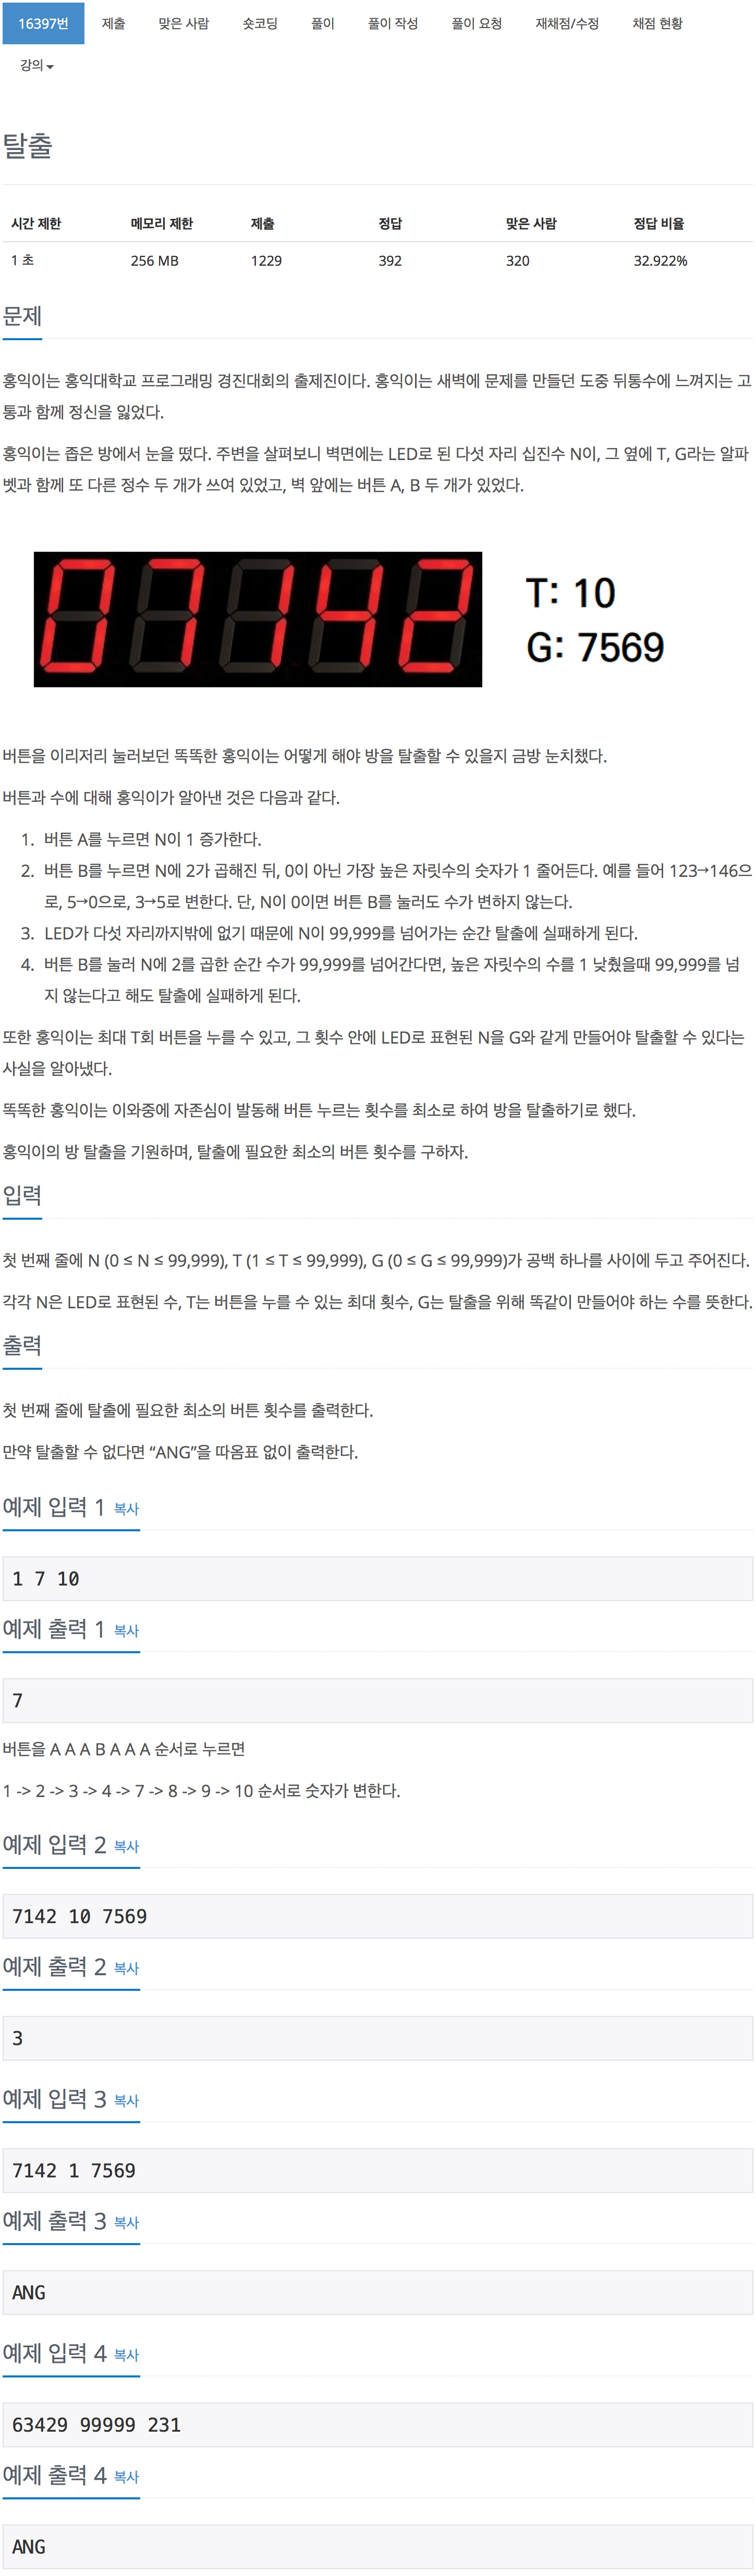 16397번 제출 맞은 사람 숏코딩 풀이 풀이 작성 풀이 요청 재채점/수정 채점 현황
강의
탈출
시간 제한 메모리 제한 제출 정답 맞은 사람 정답 비율
1 초 256 MB 1229 392 320 32.922%
문제
홍익이는 홍익대학교 프로그래밍 경진대회의 출제진이다. 홍익이는 새벽에 문제를 만들던 도중 뒤통수에 느껴지는 고
통과 함께 정신을 잃었다.
홍익이는 좁은 방에서 눈을 떴다. 주변을 살펴보니 벽면에는 LED로 된 다섯 자리 십진수 N이, 그 옆에 T, G라는 알파
벳과 함께 또 다른 정수 두 개가 쓰여 있었고, 벽 앞에는 버튼 A, B 두 개가 있었다.
07142
T: 10
G: 7569
버튼을 이리저리 눌러보던 똑똑한 홍익이는 어떻게 해야 방을 탈출할 수 있을지 금방 눈치챘다.
버튼과 수에 대해 홍익이가 알아낸 것은 다음과 같다.
1. 버튼 A를 누르면 N이 1 증가한다.
2. 버튼 B를 누르면 N에 2가 곱해진 뒤, 0이 아닌 가장 높은 자릿수의 숫자가 1 줄어든다. 예를 들어 123→146으
로, 5→0으로, 3→5로 변한다. 단, N이 0이면 버튼 B를 눌러도 수가 변하지 않는다.
3. LED가 다섯 자리까지밖에 없기 때문에 N이 99,999를 넘어가는 순간 탈출에 실패하게 된다.
4. 버튼 B를 눌러 N에 2를 곱한 순간 수가 99,999를 넘어간다면, 높은 자릿수의 수를 1 낮췄을때 99,999를 넘
지 않는다고 해도 탈출에 실패하게 된다.
또한 홍익이는 최대 T회 버튼을 누를 수 있고, 그 횟수 안에 LED로 표현된 N을 G와 같게 만들어야 탈출할 수 있다는
사실을 알아냈다.
똑똑한 홍익이는 이와중에 자존심이 발동해 버튼 누르는 횟수를 최소로 하여 방을 탈출하기로 했다.
홍익이의 방 탈출을 기원하며, 탈출에 필요한 최소의 버튼 횟수를 구하자.
입력
첫 번째 줄에 N (0 ≤ N ≤ 99,999), T (1 ≤ T ≤ 99,999), G (0 ≤ G ≤ 99,999)가 공백 하나를 사이에 두고 주어진다.
각각 N은 LED로 표현된 수, T는 버튼을 누를 수 있는 최대 횟수, G는 탈출을 위해 똑같이 만들어야 하는 수를 뜻한다.
출력
첫 번째 줄에 탈출에 필요한 최소의 버튼 횟수를 출력한다.
만약 탈출할 수 없다면 “ANG”을 따옴표 없이 출력한다.
예제 입력 1 복사
1 7 10
예제 출력 1 복사
7
버튼을 A A A B A A A 순서로 누르면
1 -> 2 -> 3 -> 4 -> 7 -> 8 -> 9 -> 10 순서로 숫자가 변한다.
예제 입력 2 복사
7142 10 7569
예제 출력 2 복사
3
예제 입력 3 복사
7142 1 7569
예제 출력 3 복사
ANG
예제 입력 4 복사
63429 99999 231
예제 출력 4 복사
ANG